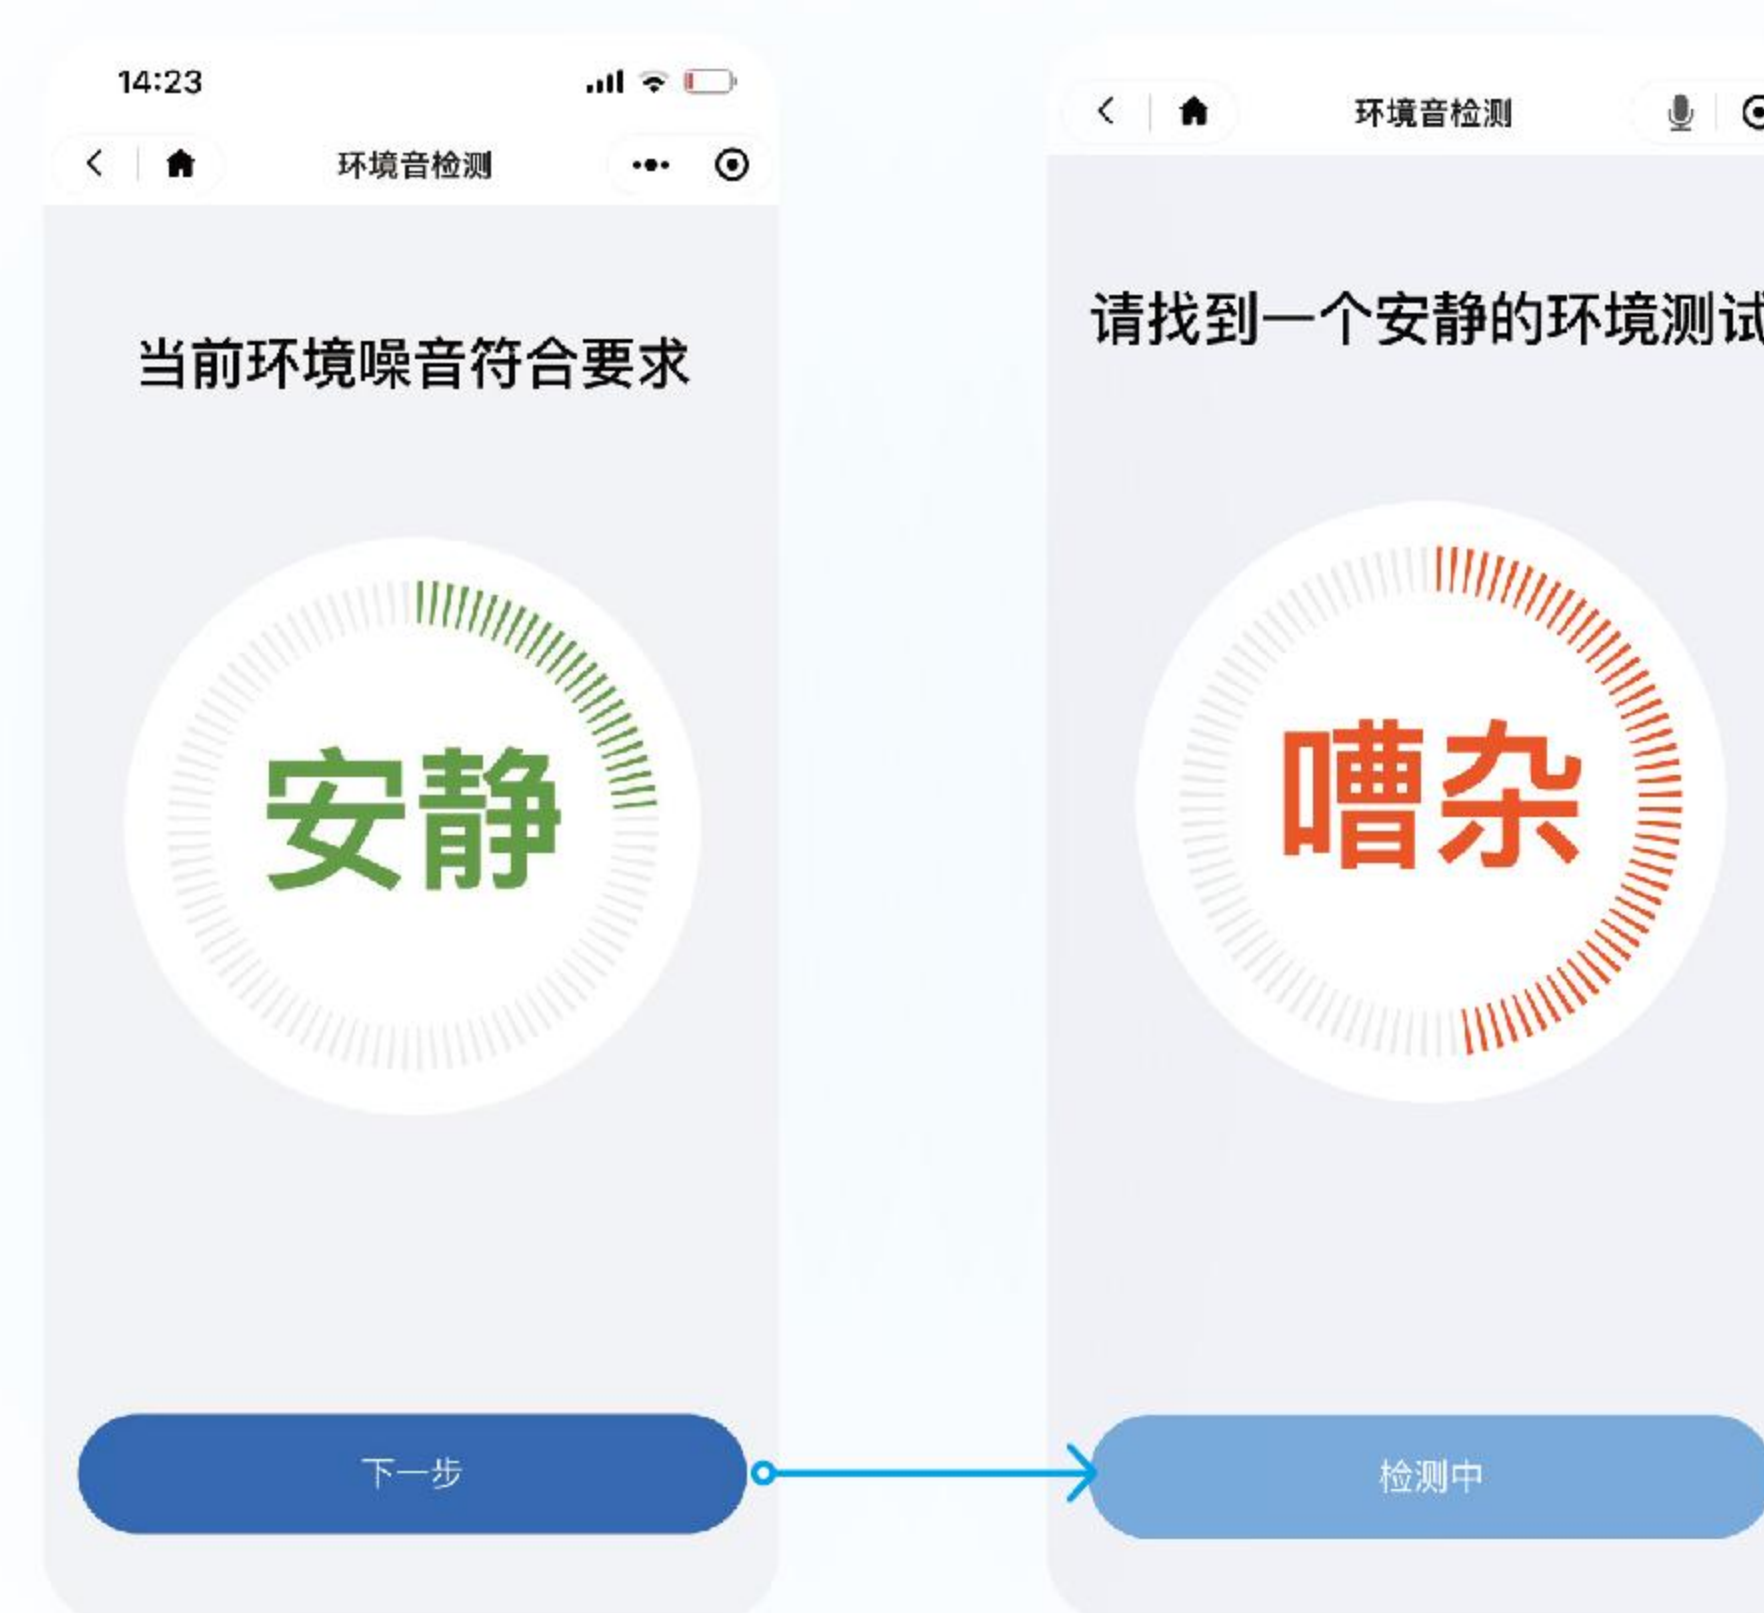 14:23
环境音检测
当前环境噪音符合要求
安静
下一步
环境音检测
请找到一个安静的环境测试
嘈杂
检测中